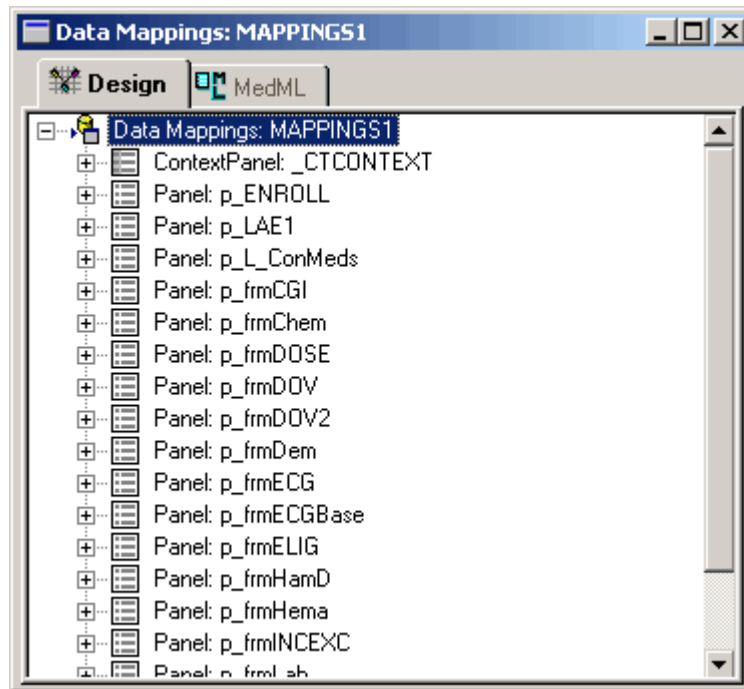 Data Mappings: MAPPINGS1
Design MedML
Data Mappings: MAPPINGS1
ContextPanel: _CTCONTEXT
Panel: p_ENROLL
Panel: p_LAE1
Panel: p_L_ConMeds
Panel: p_frmCGI
Panel: p_frmChem
Panel: p_frmDOSE
Panel: p_frmDOV
Panel: p_frmDOV2
Panel: p_frmDem
Panel: p_frmECG
Panel: p_frmECGBase
Panel: p_frmELIG
Panel: p_frmHamD
Panel: p_frmHema
Panel: p_frmINCEXC
Panel: p_frmLab